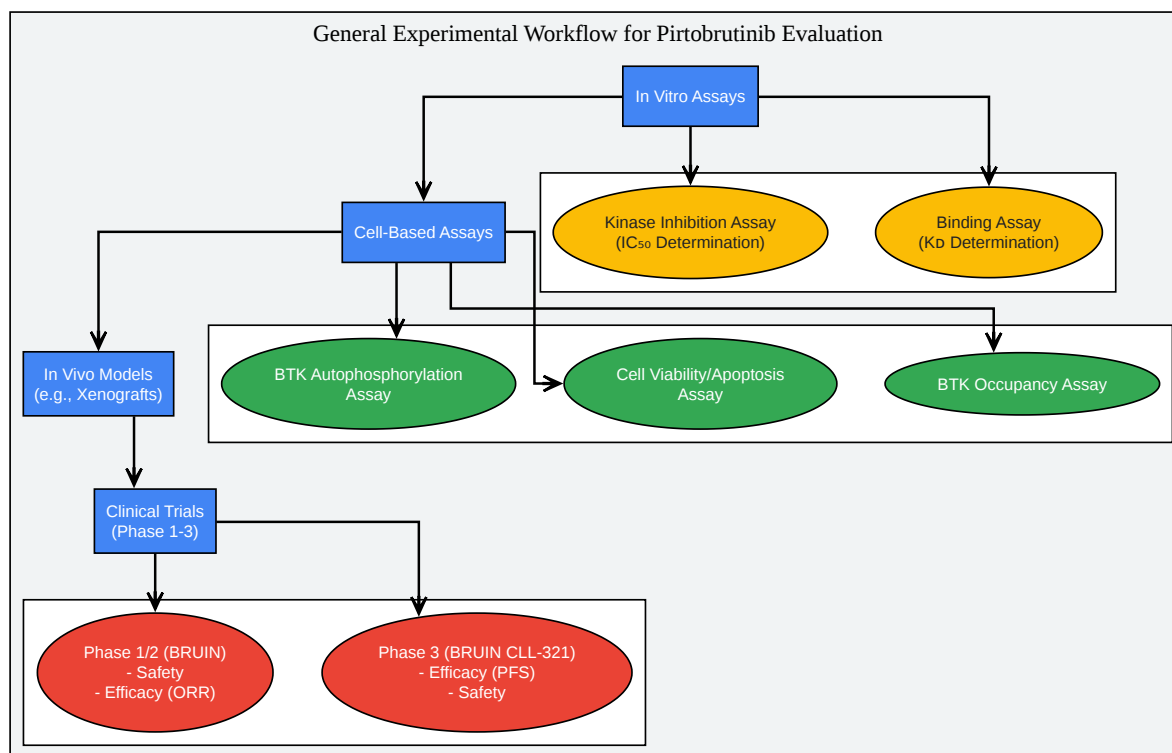 General Experimental Workflow for Pirtobrutinib Evaluation
In Vitro Assays
Kinase Inhibition Assay
(IC₅₀ Determination)
Binding Assay
(Kᴅ Determination)
Cell-Based Assays
In Vivo Models
(e.g., Xenografts)
BTK Autophosphorylation
Assay
Cell Viability/Apoptosis
Assay
BTK Occupancy Assay
Clinical Trials
(Phase 1-3)
Phase 1/2 (BRUIN)
- Safety
- Efficacy (ORR)
Phase 3 (BRUIN CLL-321)
- Efficacy (PFS)
- Safety